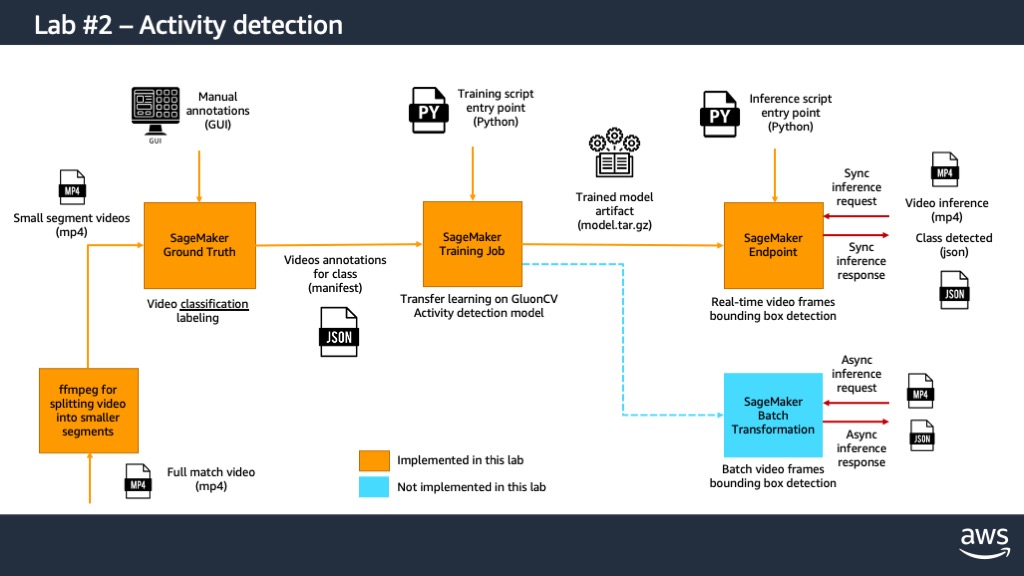 Lab #2 – Activity detection
Manual
annotations
(GUI)
GUI
Training script
entry point
(Python)
PY
Inference script
entry point
(Python)
PY
MP4
Small segment videos
(mp4)
SageMaker
Ground Truth
Video classification
labeling
Videos annotations
for class
(manifest)
JSON
SageMaker
Training Job
Transfer learning on GluonCV
Activity detection model
Trained model
artifact
(model.tar.gz)
SageMaker
Endpoint
Real-time video frames
bounding box detection
Sync
inference
request
Sync
inference
response
MP4
Video inference
(mp4)
Class detected
(json)
JSON
ffmpeg for
splitting video
into smaller
segments
MP4
Full match video
(mp4)
Implemented in this lab
Not implemented in this lab
SageMaker
Batch
Transformation
Batch video frames
bounding box detection
Async
inference
request
Async
inference
response
MP4
JSON
aws